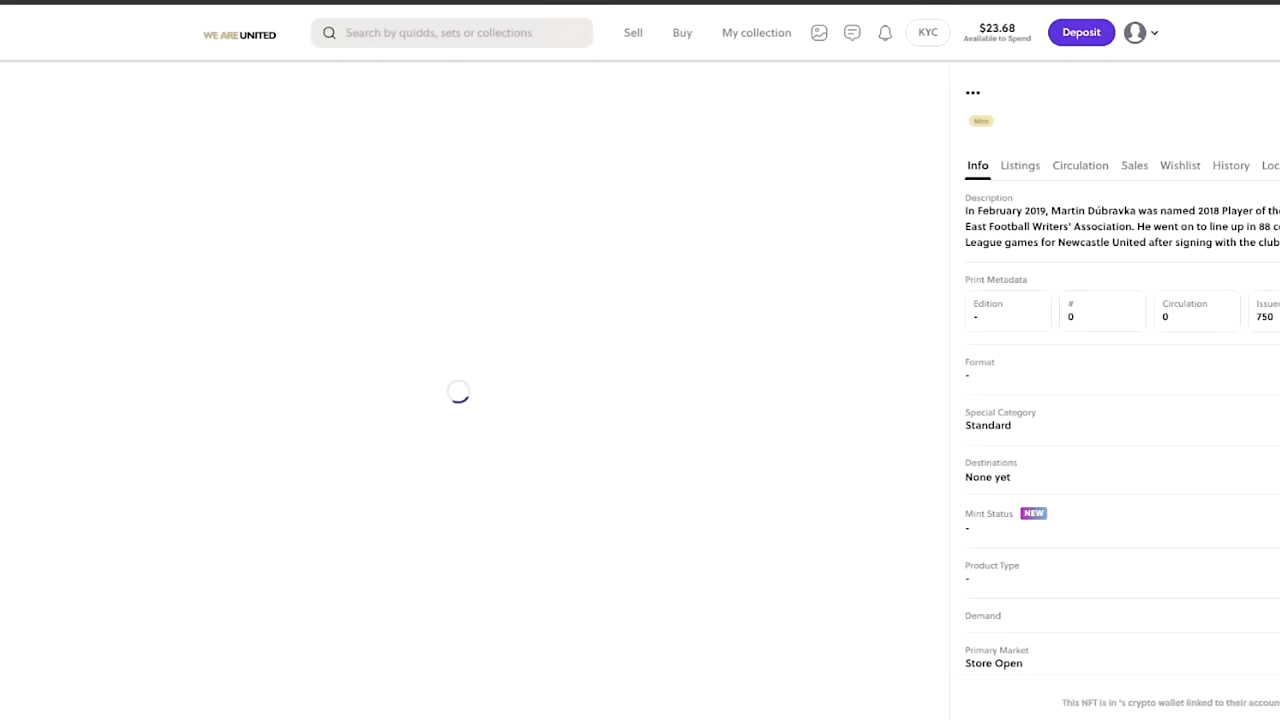 WE ARE UNITED
Search by quidds, sets or collections
Sell
Buy
My collection
KYC
$23.68
Available to Spend
Deposit
...
Mint
Info
Listings
Circulation
Sales
Wishlist
History
Loc
Description
In February 2019, Martin Dúbravka was named 2018 Player of the
East Football Writers' Association. He went on to line up in 88 c
League games for Newcastle United after signing with the club
Print Metadata
Edition
-
#
0
Circulation
0
Issue
750
Format
-
Special Category
Standard
Destinations
None yet
Mint Status NEW
-
Product Type
-
Demand
Primary Market
Store Open
This NFT is in 's crypto wallet linked to their accoun